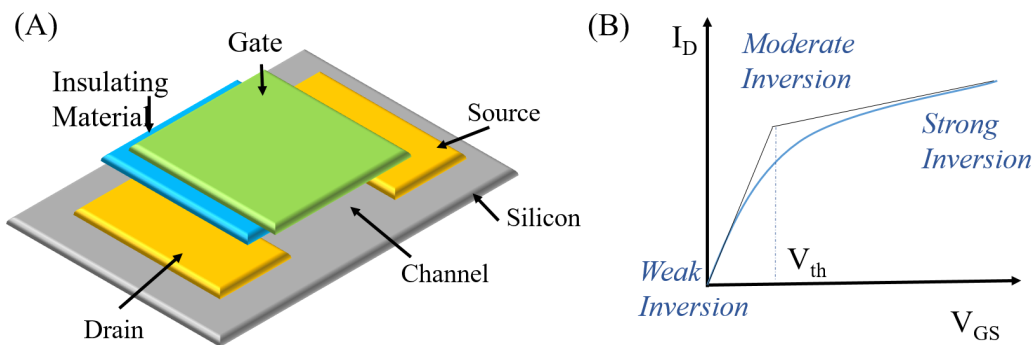 (A)
Gate
Insulating
Material
Source
Silicon
Channel
Drain
(B)
I_D
Moderate
Inversion
Strong
Inversion
V_th
Weak
Inversion
V_GS